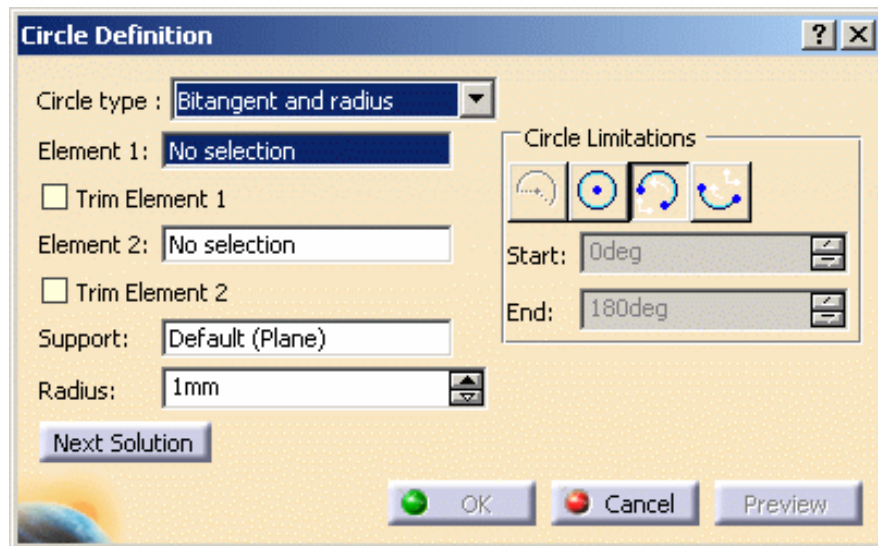 Circle Definition
? X
Circle type : Bitangent and radius
Element 1: No selection
Trim Element 1
Element 2: No selection
Trim Element 2
Support: Default (Plane)
Radius: 1mm
Next Solution
Circle Limitations
Start: 0deg
End: 180deg
OK Cancel Preview